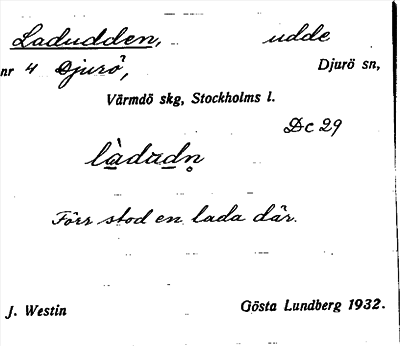 Ladudden, udde
nr 4 Djurö, Djurö sn,
Värmdö skg, Stockholms l.
Dc 29
làdudn̥
Förr stod en lada där.
J. Westin Gösta Lundberg 1932.